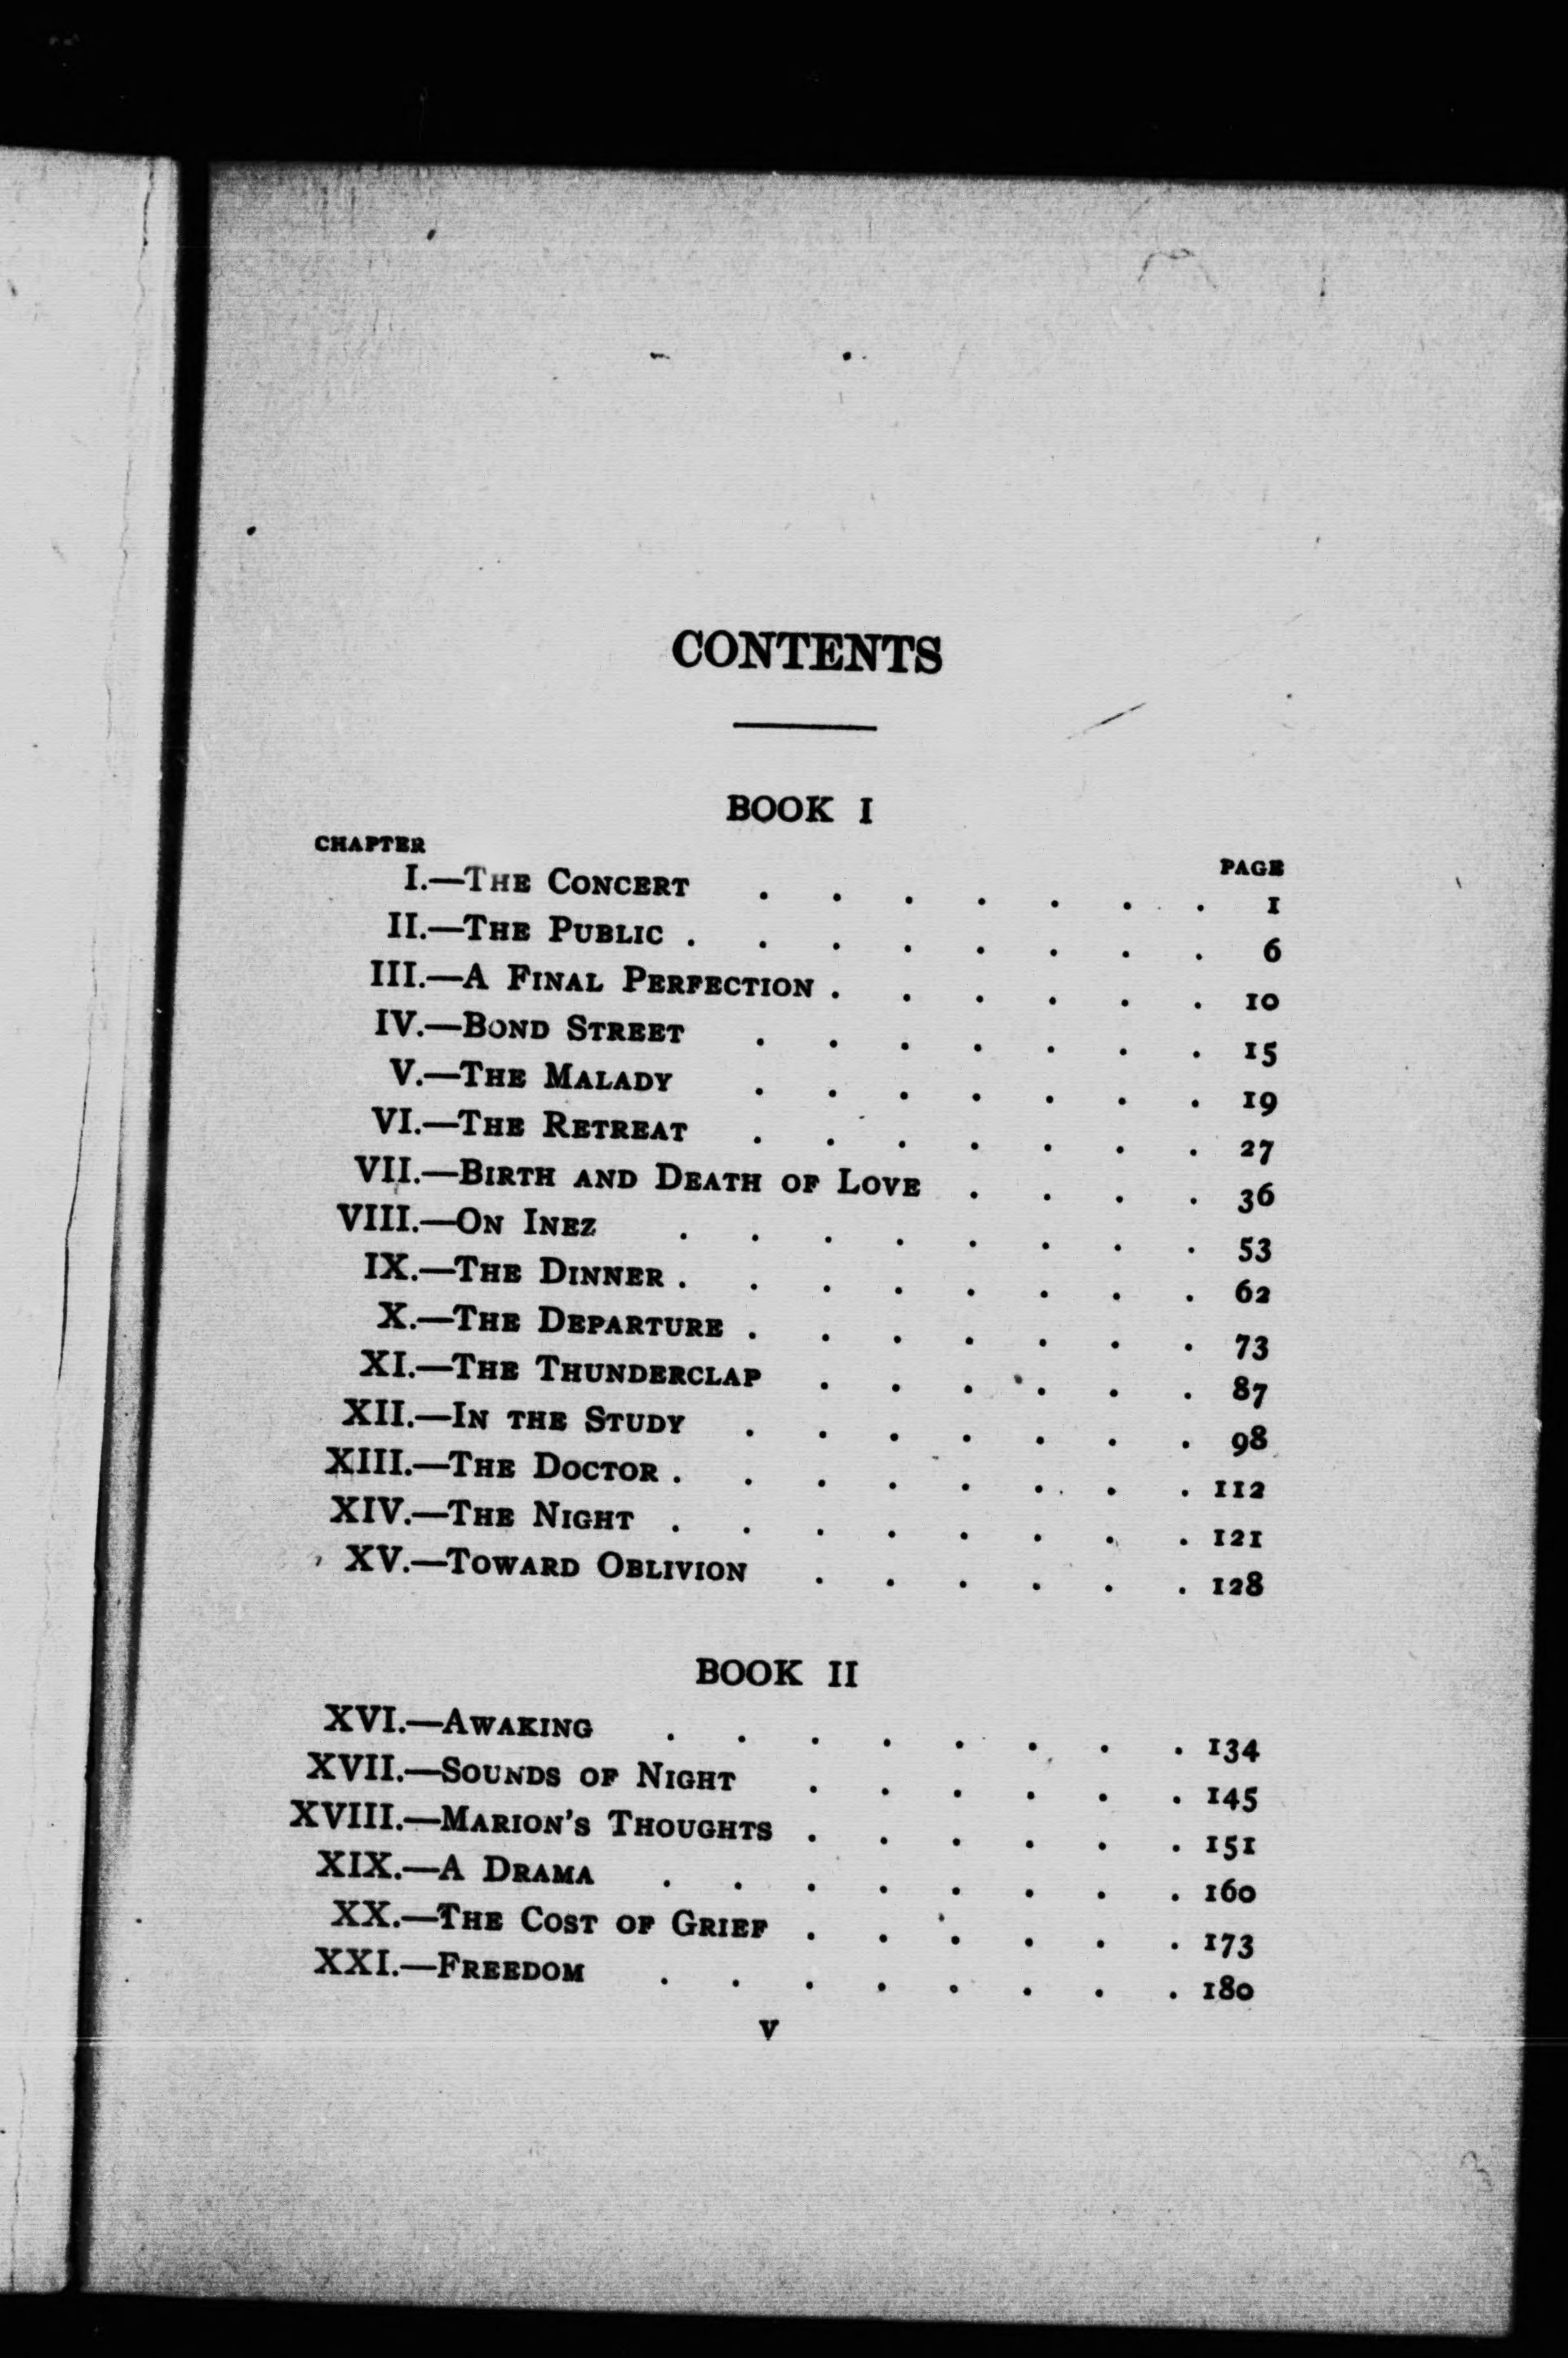 CONTENTS
BOOK I
CHAPTER PAGE
I.—The Concert . . . . . . . 1
II.—The Public . . . . . . . . 6
III.—A Final Perfection . . . . . . 10
IV.—Bond Street . . . . . . . 15
V.—The Malady . . . . . . . 19
VI.—The Retreat . . . . . . . 27
VII.—Birth and Death of Love . . . . 36
VIII.—On Inez . . . . . . . . 53
IX.—The Dinner . . . . . . . . 62
X.—The Departure . . . . . . . 73
XI.—The Thunderclap . . . . . . 87
XII.—In the Study . . . . . . . 98
XIII.—The Doctor . . . . . . . . 112
XIV.—The Night . . . . . . . . 121
XV.—Toward Oblivion . . . . . . 128
BOOK II
XVI.—Awaking . . . . . . . . 134
XVII.—Sounds of Night . . . . . . 145
XVIII.—Marion's Thoughts . . . . . . 151
XIX.—A Drama . . . . . . . . 160
XX.—The Cost of Grief . . . . . . 173
XXI.—Freedom . . . . . . . . 180
v